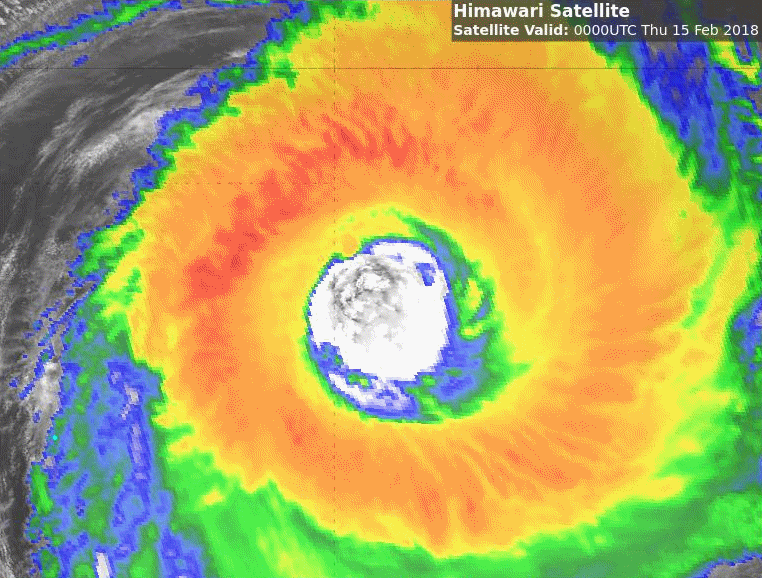 Himawari Satellite
Satellite Valid: 0000UTC Thu 15 Feb 2018